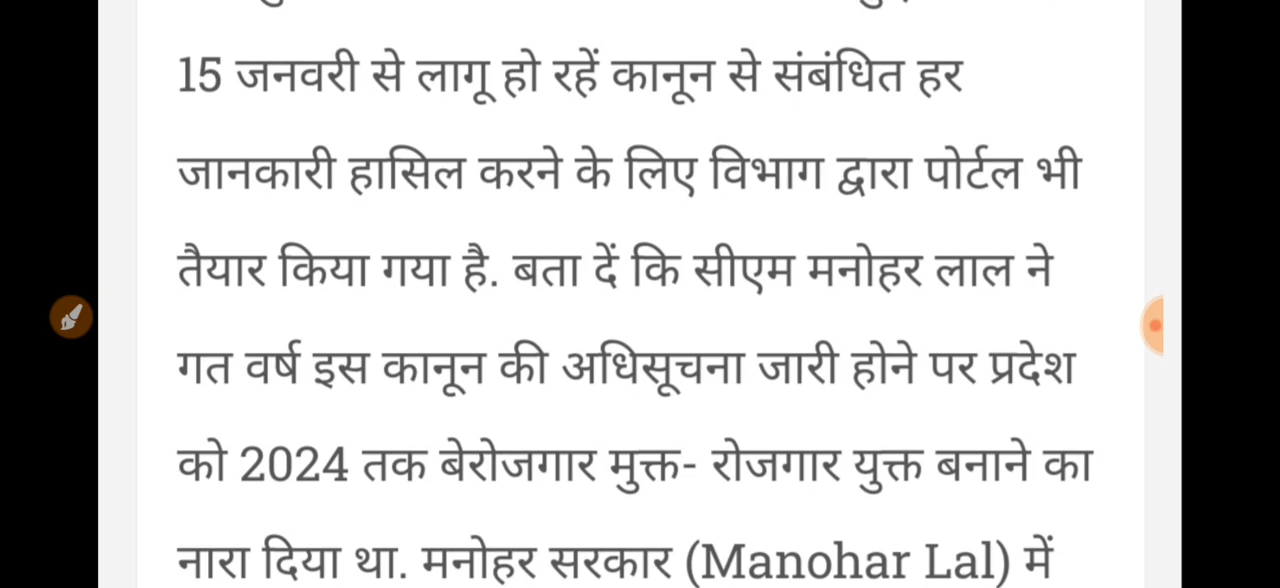 15 जनवरी से लागू हो रहें कानून से संबंधित हर
जानकारी हासिल करने के लिए विभाग द्वारा पोर्टल भी
तैयार किया गया है. बता दें कि सीएम मनोहर लाल ने
गत वर्ष इस कानून की अधिसूचना जारी होने पर प्रदेश
को 2024 तक बेरोजगार मुक्त- रोजगार युक्त बनाने का
नारा दिया था. मनोहर सरकार (Manohar Lal) में